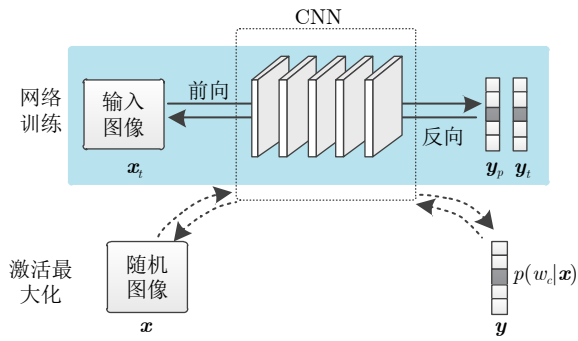 CNN
网络
训练
输入
图像
前向
反向
x_t
y_p y_t
激活最
大化
随机
图像
p(w_c|x)
x
y